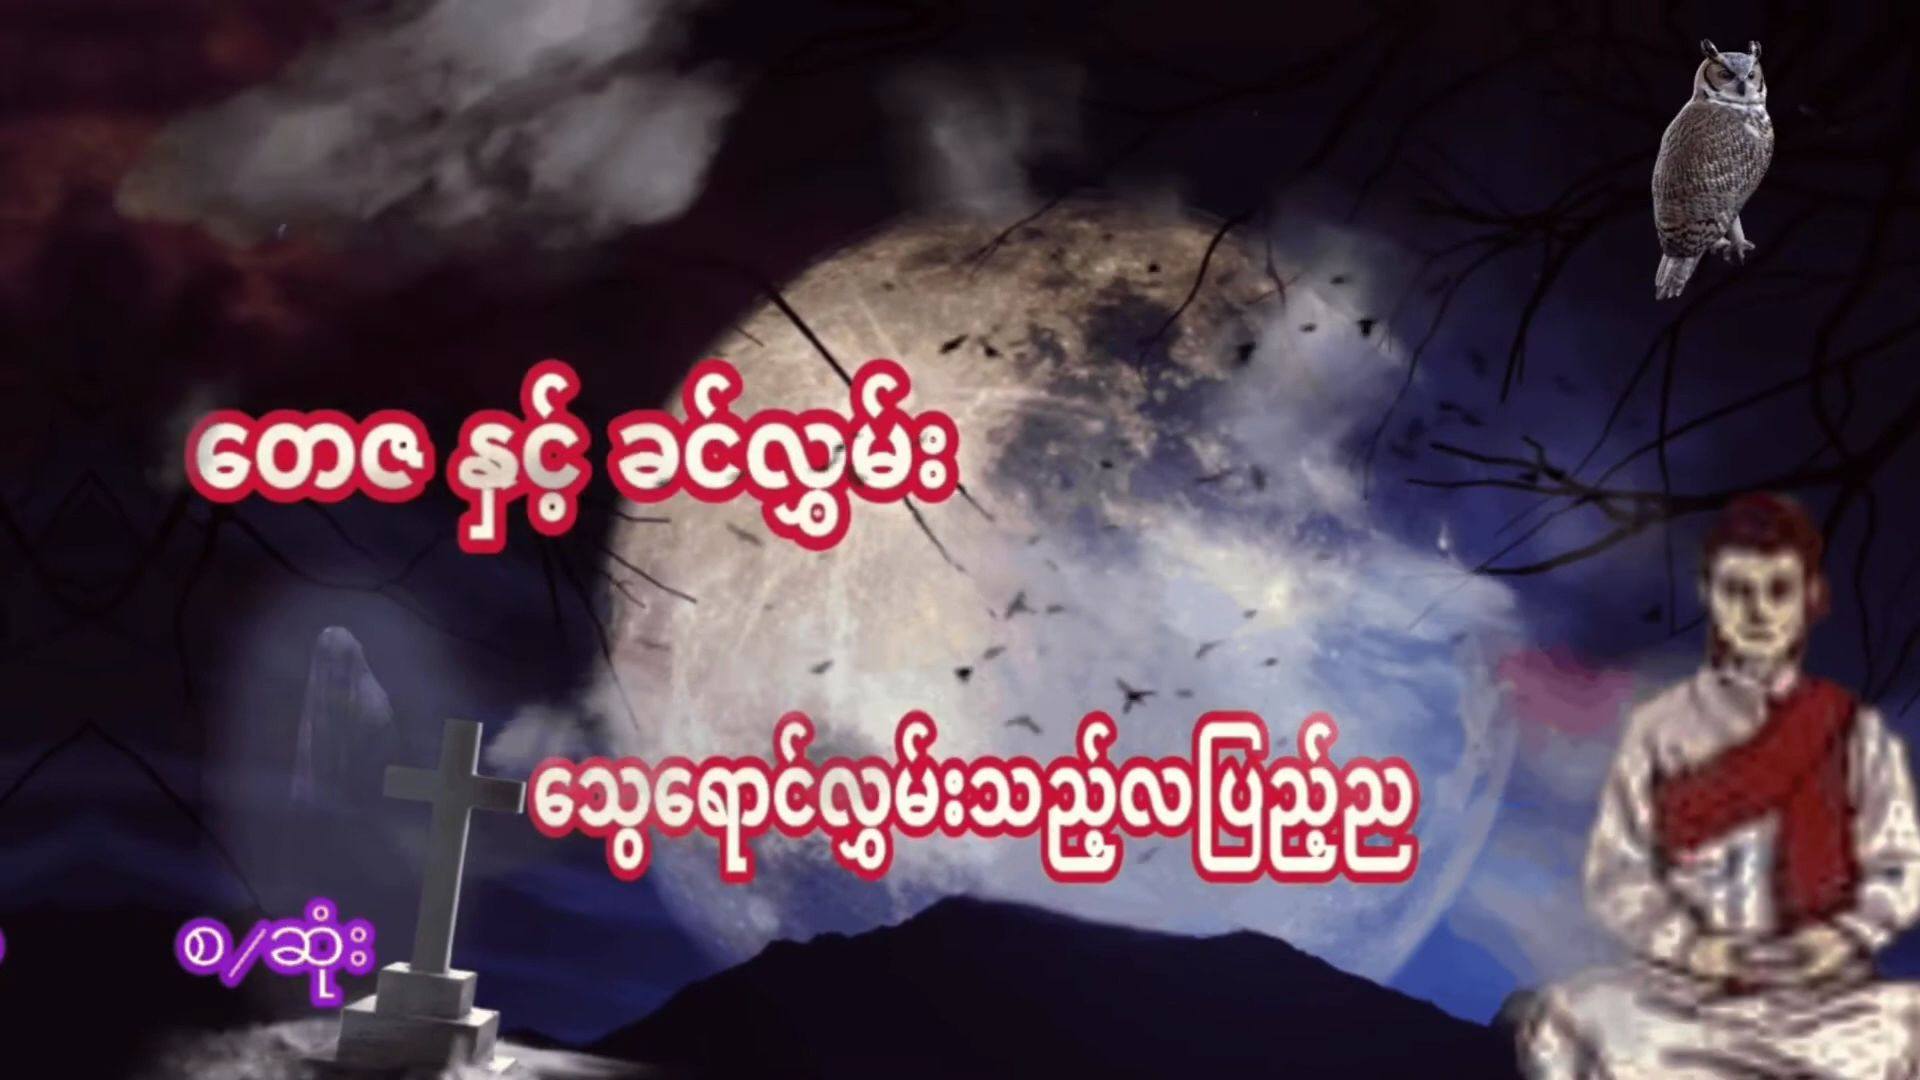 တေဇ နှင့် ခင်လွှမ်း
သွေးရောင်လွှမ်းသည့်လပြည့်ည
စ/ဆုံး